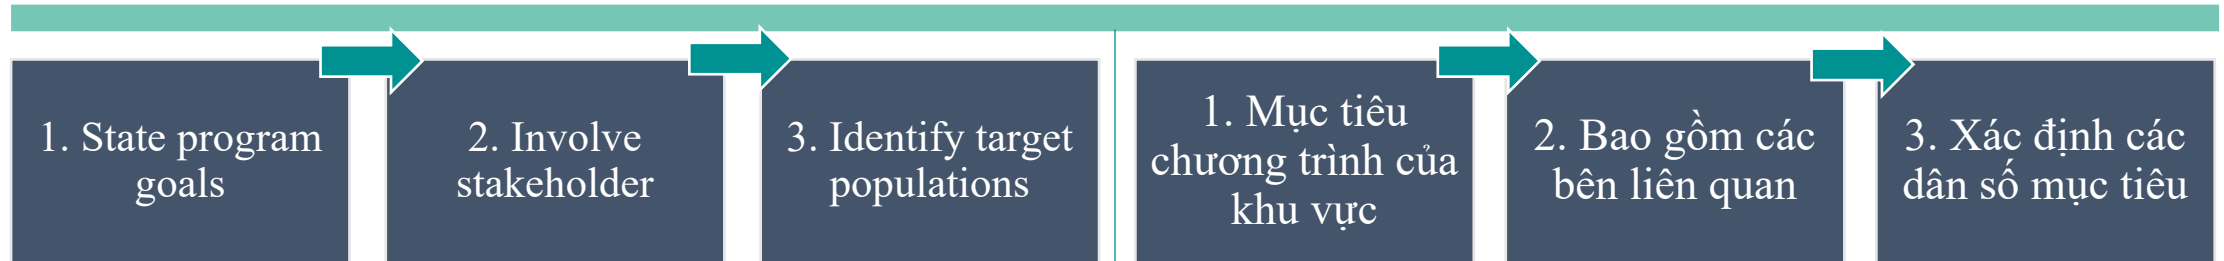 1. State program
goals
2. Involve
stakeholder
3. Identify target
populations
1. Mục tiêu
chương trình của
khu vực
2. Bao gồm các
bên liên quan
3. Xác định các
dân số mục tiêu